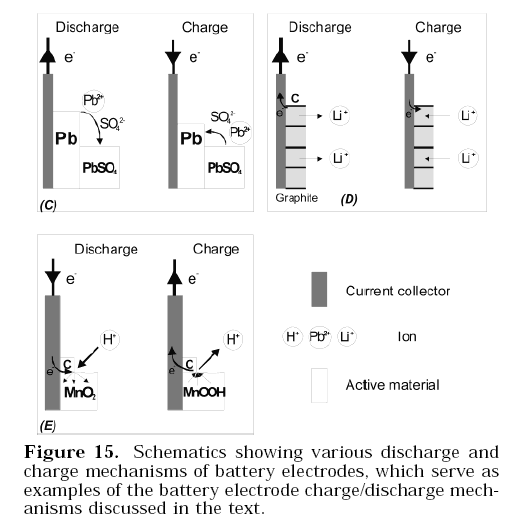 Discharge
Charge
e-
e-
Pb2+
SO42-
Pb
PbSO4
SO42-
Pb2+
Pb
PbSO4
(C)
Discharge
Charge
e-
e-
C
e-
Li+
Li+
e-
Li+
Li+
Graphite
(D)
Discharge
Charge
e-
e-
H+
C
e-
MnO2
H+
C
e-
MnOOH
(E)
Current collector
H+ Pb2+ Li+ Ion
Active material
Figure 15. Schematics showing various discharge and
charge mechanisms of battery electrodes, which serve as
examples of the battery electrode charge/discharge mech-
anisms discussed in the text.